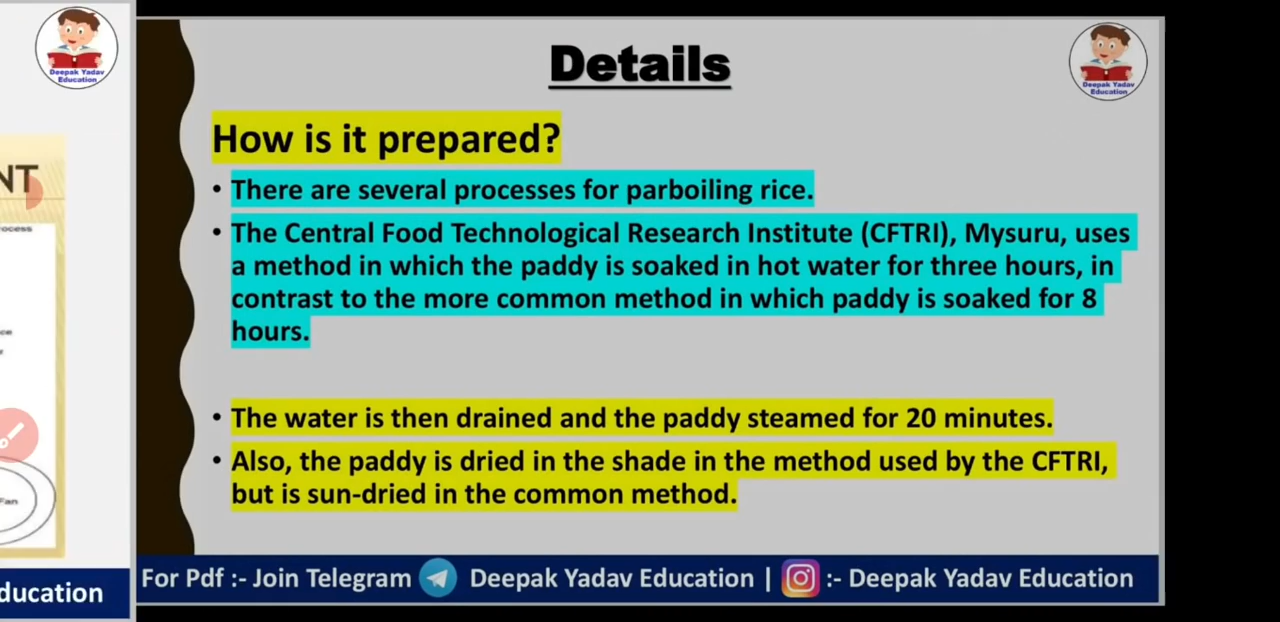 Deepak Yadav
Education
NT
ocess
ce
r
Fan
ducation
Details
Deepak Yadav
Education
How is it prepared?
• There are several processes for parboiling rice.
• The Central Food Technological Research Institute (CFTRI), Mysuru, uses
a method in which the paddy is soaked in hot water for three hours, in
contrast to the more common method in which paddy is soaked for 8
hours.
• The water is then drained and the paddy steamed for 20 minutes.
• Also, the paddy is dried in the shade in the method used by the CFTRI,
but is sun-dried in the common method.
For Pdf :- Join Telegram Deepak Yadav Education | :- Deepak Yadav Education